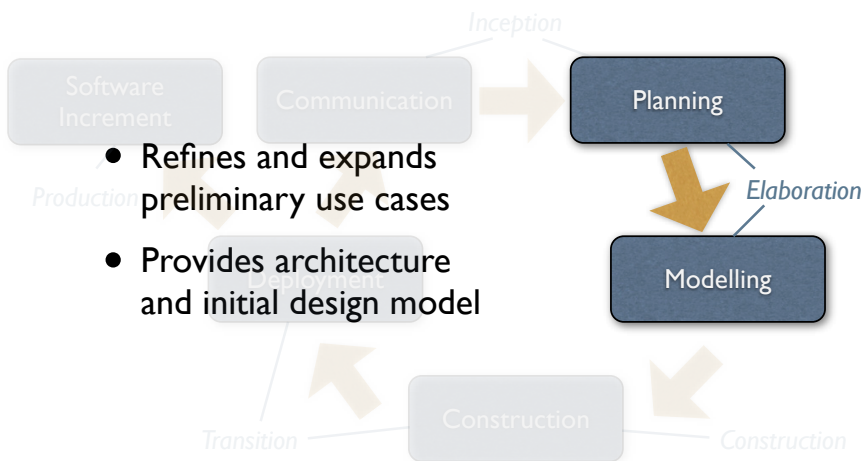 Inception
Software
Increment
Communication
Planning
• Refines and expands
preliminary use cases
Production
Elaboration
• Provides architecture
and initial design model
Deployment
Modelling
Construction
Transition
Construction